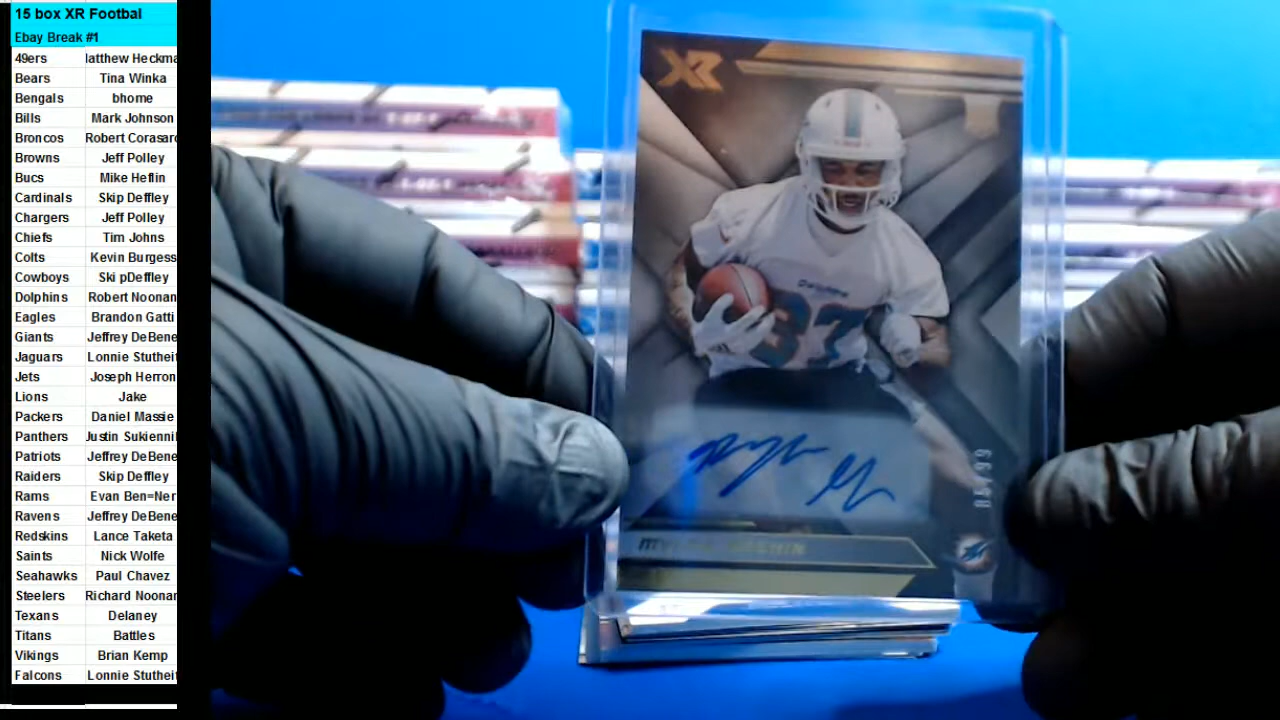 15 box XR Footbal
Ebay Break #1
49ers latthew Heckma
Bears Tina Winka
Bengals bhome
Bills Mark Johnson
Broncos Robert Corasaro
Browns Jeff Polley
Bucs Mike Heflin
Cardinals Skip Deffley
Chargers Jeff Polley
Chiefs Tim Johns
Colts Kevin Burgess
Cowboys Ski pDeffley
Dolphins Robert Noonan
Eagles Brandon Gatti
Giants Jeffrey DeBene
Jaguars Lonnie Stutheit
Jets Joseph Herron
Lions Jake
Packers Daniel Massie
Panthers Justin Sukienni
Patriots Jeffrey DeBene
Raiders Skip Deffley
Rams Evan Ben=Ner
Ravens Jeffrey DeBene
Redskins Lance Taketa
Saints Nick Wolfe
Seahawks Paul Chavez
Steelers Richard Noonan
Texans Delaney
Titans Battles
Vikings Brian Kemp
Falcons Lonnie Stutheit
XR
37